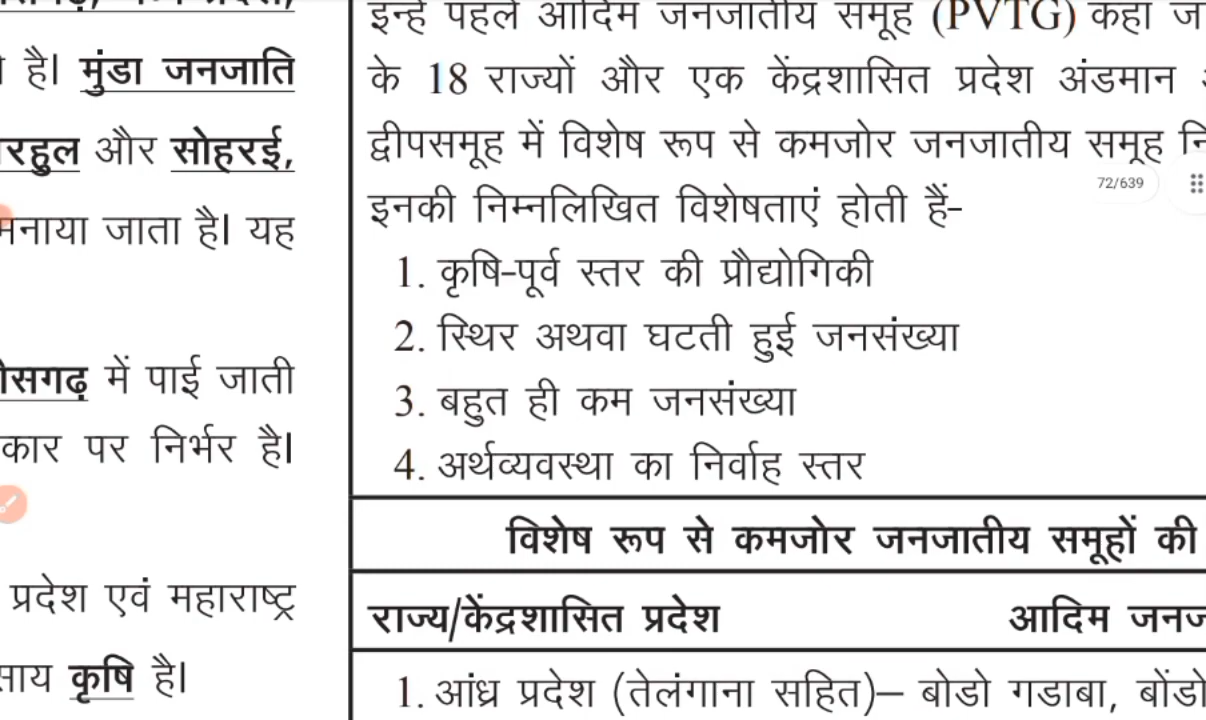 है। मुंडा जनजाति
और सोहरई,
मनाया जाता है। यह
में पाई जाती
पर निर्भर है।
प्रदेश एवं महाराष्ट्र
कृषि है।
इन्हें पहले आदिम जनजातीय समूह (PVTG) कहा
के 18 राज्यों और एक केंद्रशासित प्रदेश अंडमान
द्वीपसमूह में विशेष रूप से कमजोर जनजातीय समूह
72/639
इनकी निम्नलिखित विशेषताएं होती हैं-
1. कृषि-पूर्व स्तर की प्रौद्योगिकी
2. स्थिर अथवा घटती हुई जनसंख्या
3. बहुत ही कम जनसंख्या
4. अर्थव्यवस्था का निर्वाह स्तर
विशेष रूप से कमजोर जनजातीय समूहों की
राज्य/केंद्रशासित प्रदेश आदिम
1. आंध्र प्रदेश (तेलंगाना सहित)– बोडो गडाबा, बोंडो